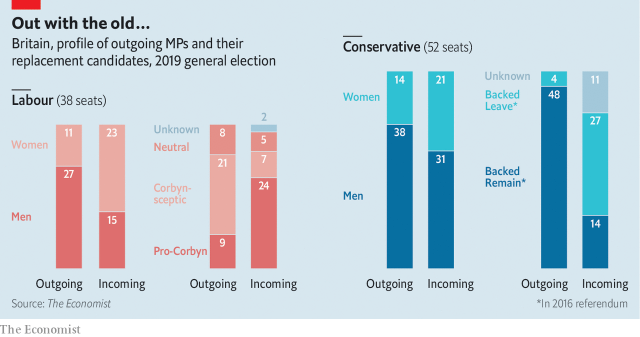 Out with the old…
Britain, profile of outgoing MPs and their
replacement candidates, 2019 general election
Labour (38 seats)
Women
Men
11
27
23
15
Outgoing
Incoming
Unknown
Neutral
Corbyn-
sceptic
Pro-Corbyn
8
21
9
2
5
7
24
Outgoing
Incoming
Conservative (52 seats)
Women
Men
14
38
21
31
Outgoing
Incoming
Unknown
Backed
Leave*
Backed
Remain*
4
48
11
27
14
Outgoing
Incoming
Source: The Economist
*In 2016 referendum
The Economist